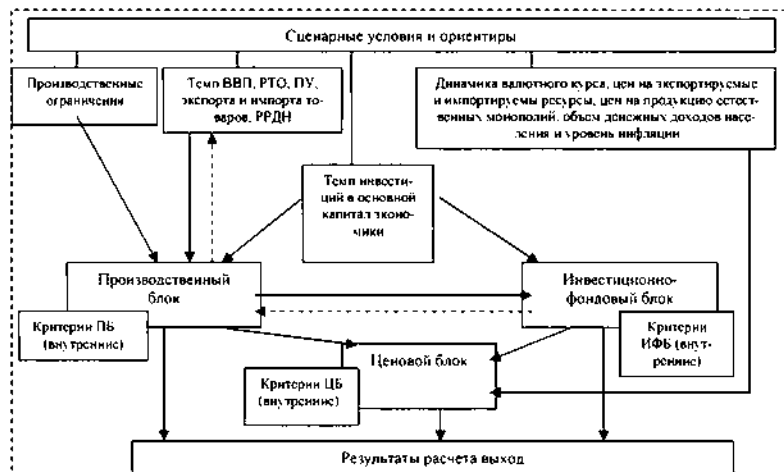 Сценарные условия и ориентиры
Производственные
ограничения
Темп ВВП, РТО, ПУ,
экспорта и импорта то-
варов, РРДН
Динамика валютного курса, цен на экспортируемые
и импортируемы ресурсы, цен на продукцию естест-
венных монополий, объем денежных доходов насе-
ления и уровень инфляции
Темп инвести-
ций в основной
капитал эконо-
мики
Производственный
блок
Инвестиционно-
фондовый блок
Критерии ПБ
(внутренние)
Критерии
ИФБ (внут-
ренние)
Ценовой блок
Критерии ЦБ
(внутренние)
Результаты расчета выход